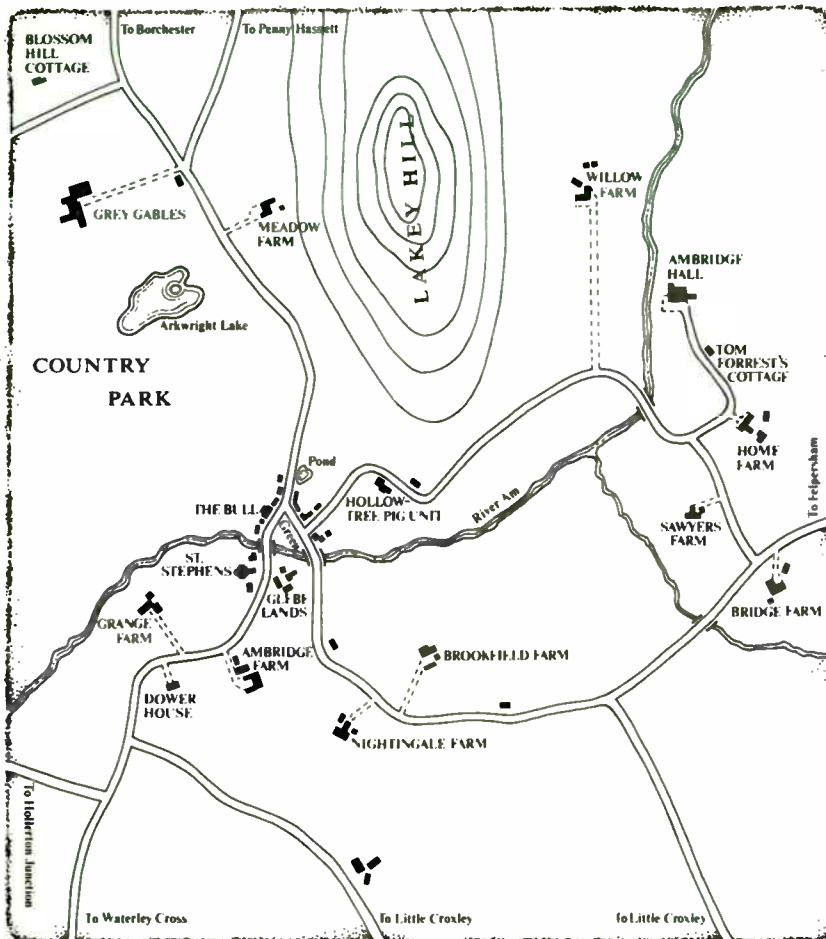 To Borchester
To Penny Hassett
BLOSSOM
HILL
COTTAGE
LAKEY HILL
WILLOW
FARM
GREY GABLES
MEADOW
FARM
AMBRIDGE
HALL
Arkwright Lake
TOM
FORREST'S
COTTAGE
COUNTRY
PARK
HOME
FARM
To Felpersham
Pond
THE BULL
HOLLOW-
TREE PIG UNIT
River Am
Green
SAWYERS
FARM
ST.
STEPHENS
GLEBE
LANDS
BRIDGE FARM
GRANGE
FARM
AMBRIDGE
FARM
BROOKFIELD FARM
DOWER
HOUSE
NIGHTINGALE FARM
To Hollerton Junction
To Waterley Cross
To Little Croxley
To Little Croxley